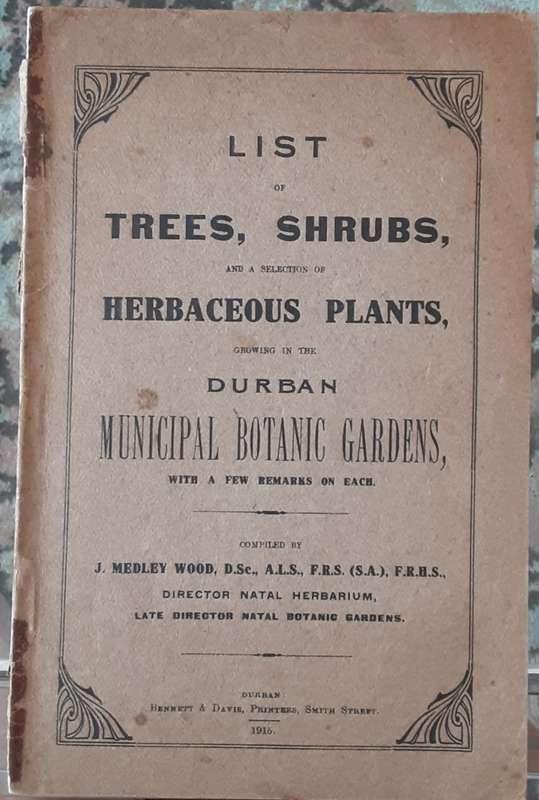 LIST
OF
TREES, SHRUBS,
AND A SELECTION OF
HERBACEOUS PLANTS,
GROWING IN THE
DURBAN
MUNICIPAL BOTANIC GARDENS,
WITH A FEW REMARKS ON EACH.
COMPILED BY
J. MEDLEY WOOD, D.Sc., A.L.S., F.R.S. (S.A.), F.R.H.S.,
DIRECTOR NATAL HERBARIUM,
LATE DIRECTOR NATAL BOTANIC GARDENS.
DURBAN
BENNETT & DAVIS, PRINTERS, SMITH STREET.
1915.